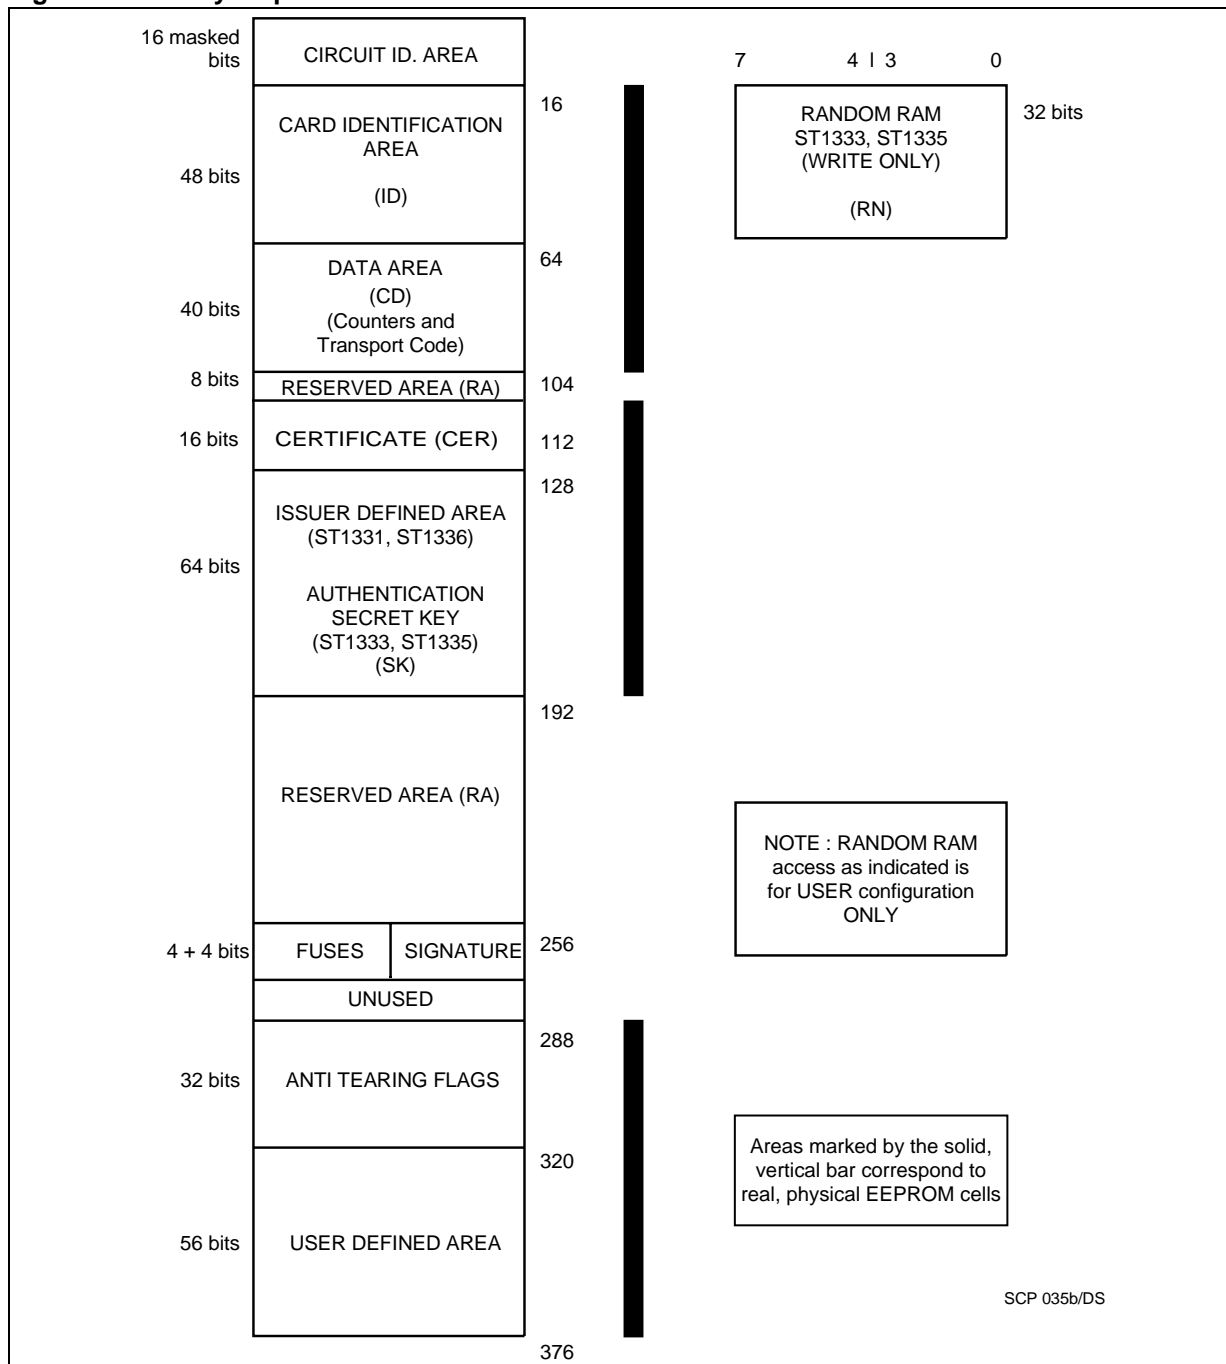 16 masked
bits
CIRCUIT ID. AREA
7 4 | 3 0
16
CARD IDENTIFICATION
AREA
(ID)
48 bits
RANDOM RAM
ST1333, ST1335
(WRITE ONLY)
(RN)
32 bits
64
DATA AREA
(CD)
(Counters and
Transport Code)
40 bits
8 bits
RESERVED AREA (RA)
104
16 bits
CERTIFICATE (CER)
112
128
ISSUER DEFINED AREA
(ST1331, ST1336)
64 bits
AUTHENTICATION
SECRET KEY
(ST1333, ST1335)
(SK)
192
RESERVED AREA (RA)
NOTE : RANDOM RAM
access as indicated is
for USER configuration
ONLY
4 + 4 bits
FUSES
SIGNATURE
256
UNUSED
288
32 bits
ANTI TEARING FLAGS
320
Areas marked by the solid,
vertical bar correspond to
real, physical EEPROM cells
56 bits
USER DEFINED AREA
SCP 035b/DS
376